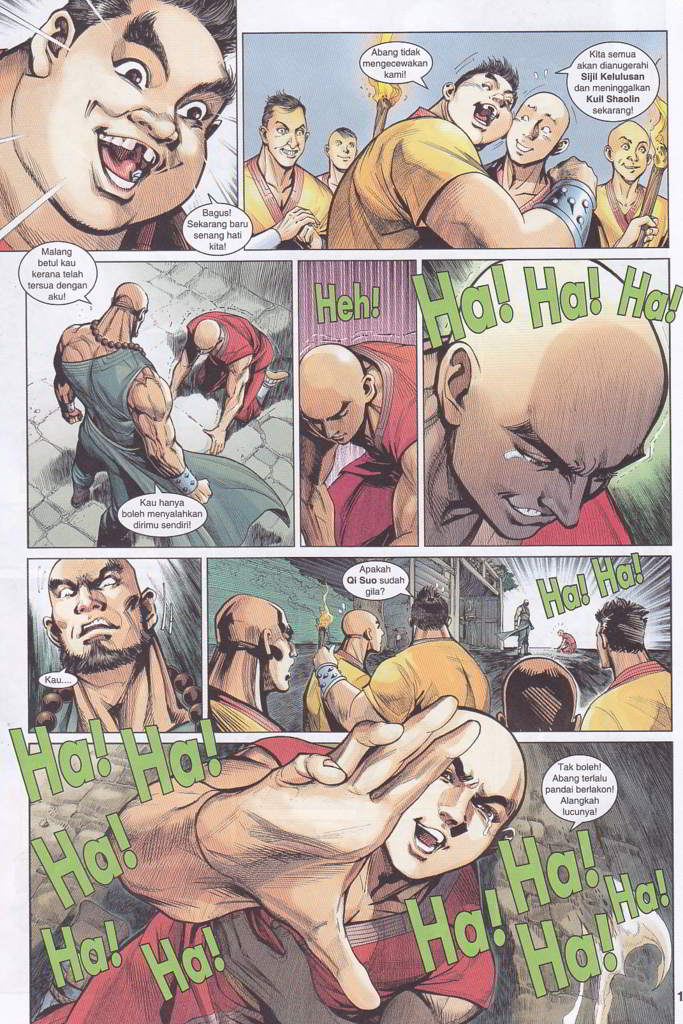 Bagus!
Sekarang baru
senang hati
kita!
Abang tidak
mengecewakan
kami!
Kita semua
akan dianugerahi
Sijil Kelulusan
dan meninggalkan
Kuil Shaolin
sekarang!
Malang
betul kau
kerana telah
tersua dengan
aku!
Kau hanya
boleh menyalahkan
dirimu sendiri!
Heh!
Ha! Ha! Ha!
Kau....
Apakah
Qi Suo sudah
gila?
Ha! Ha!
Ha! Ha!
Ha!
Ha!
Ha!
Tak boleh!
Abang terlalu
pandai berlakon!
Alangkah
lucunya!
Ha!
Ha!
Ha!
Ha!
1